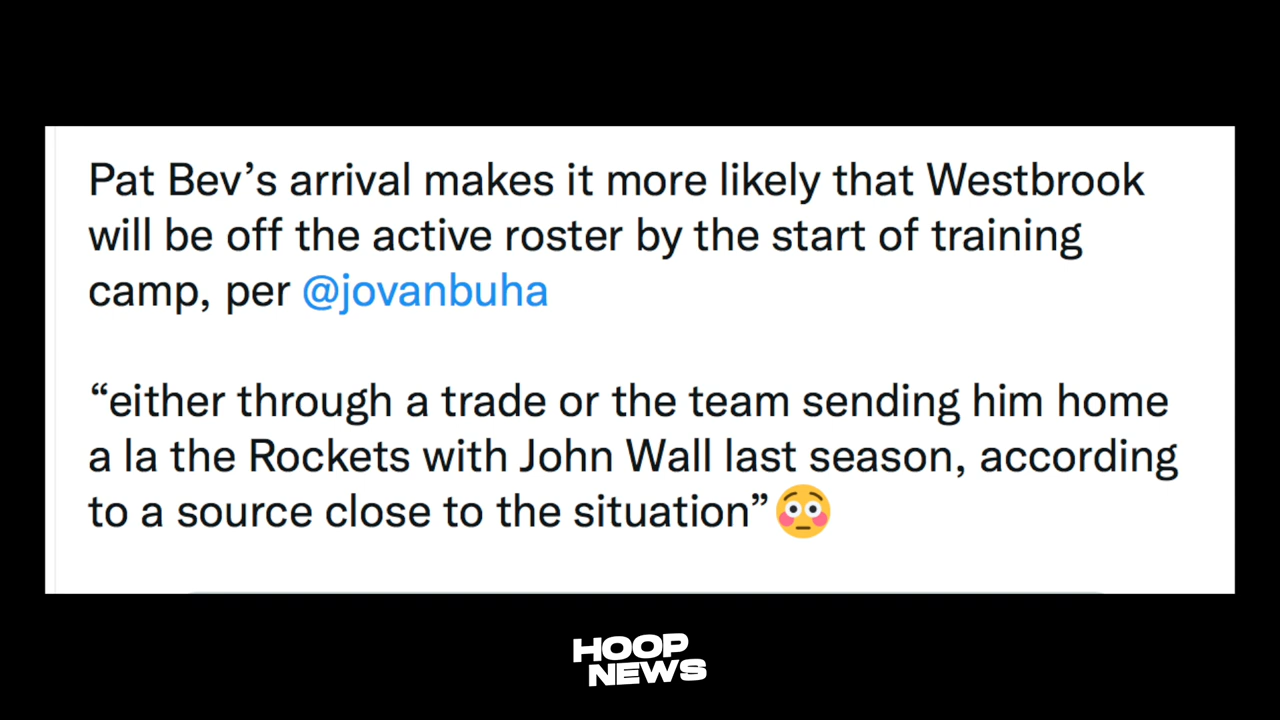 Pat Bev’s arrival makes it more likely that Westbrook
will be off the active roster by the start of training
camp, per @jovanbuha
“either through a trade or the team sending him home
a la the Rockets with John Wall last season, according
to a source close to the situation”😳
HOOP
NEWS